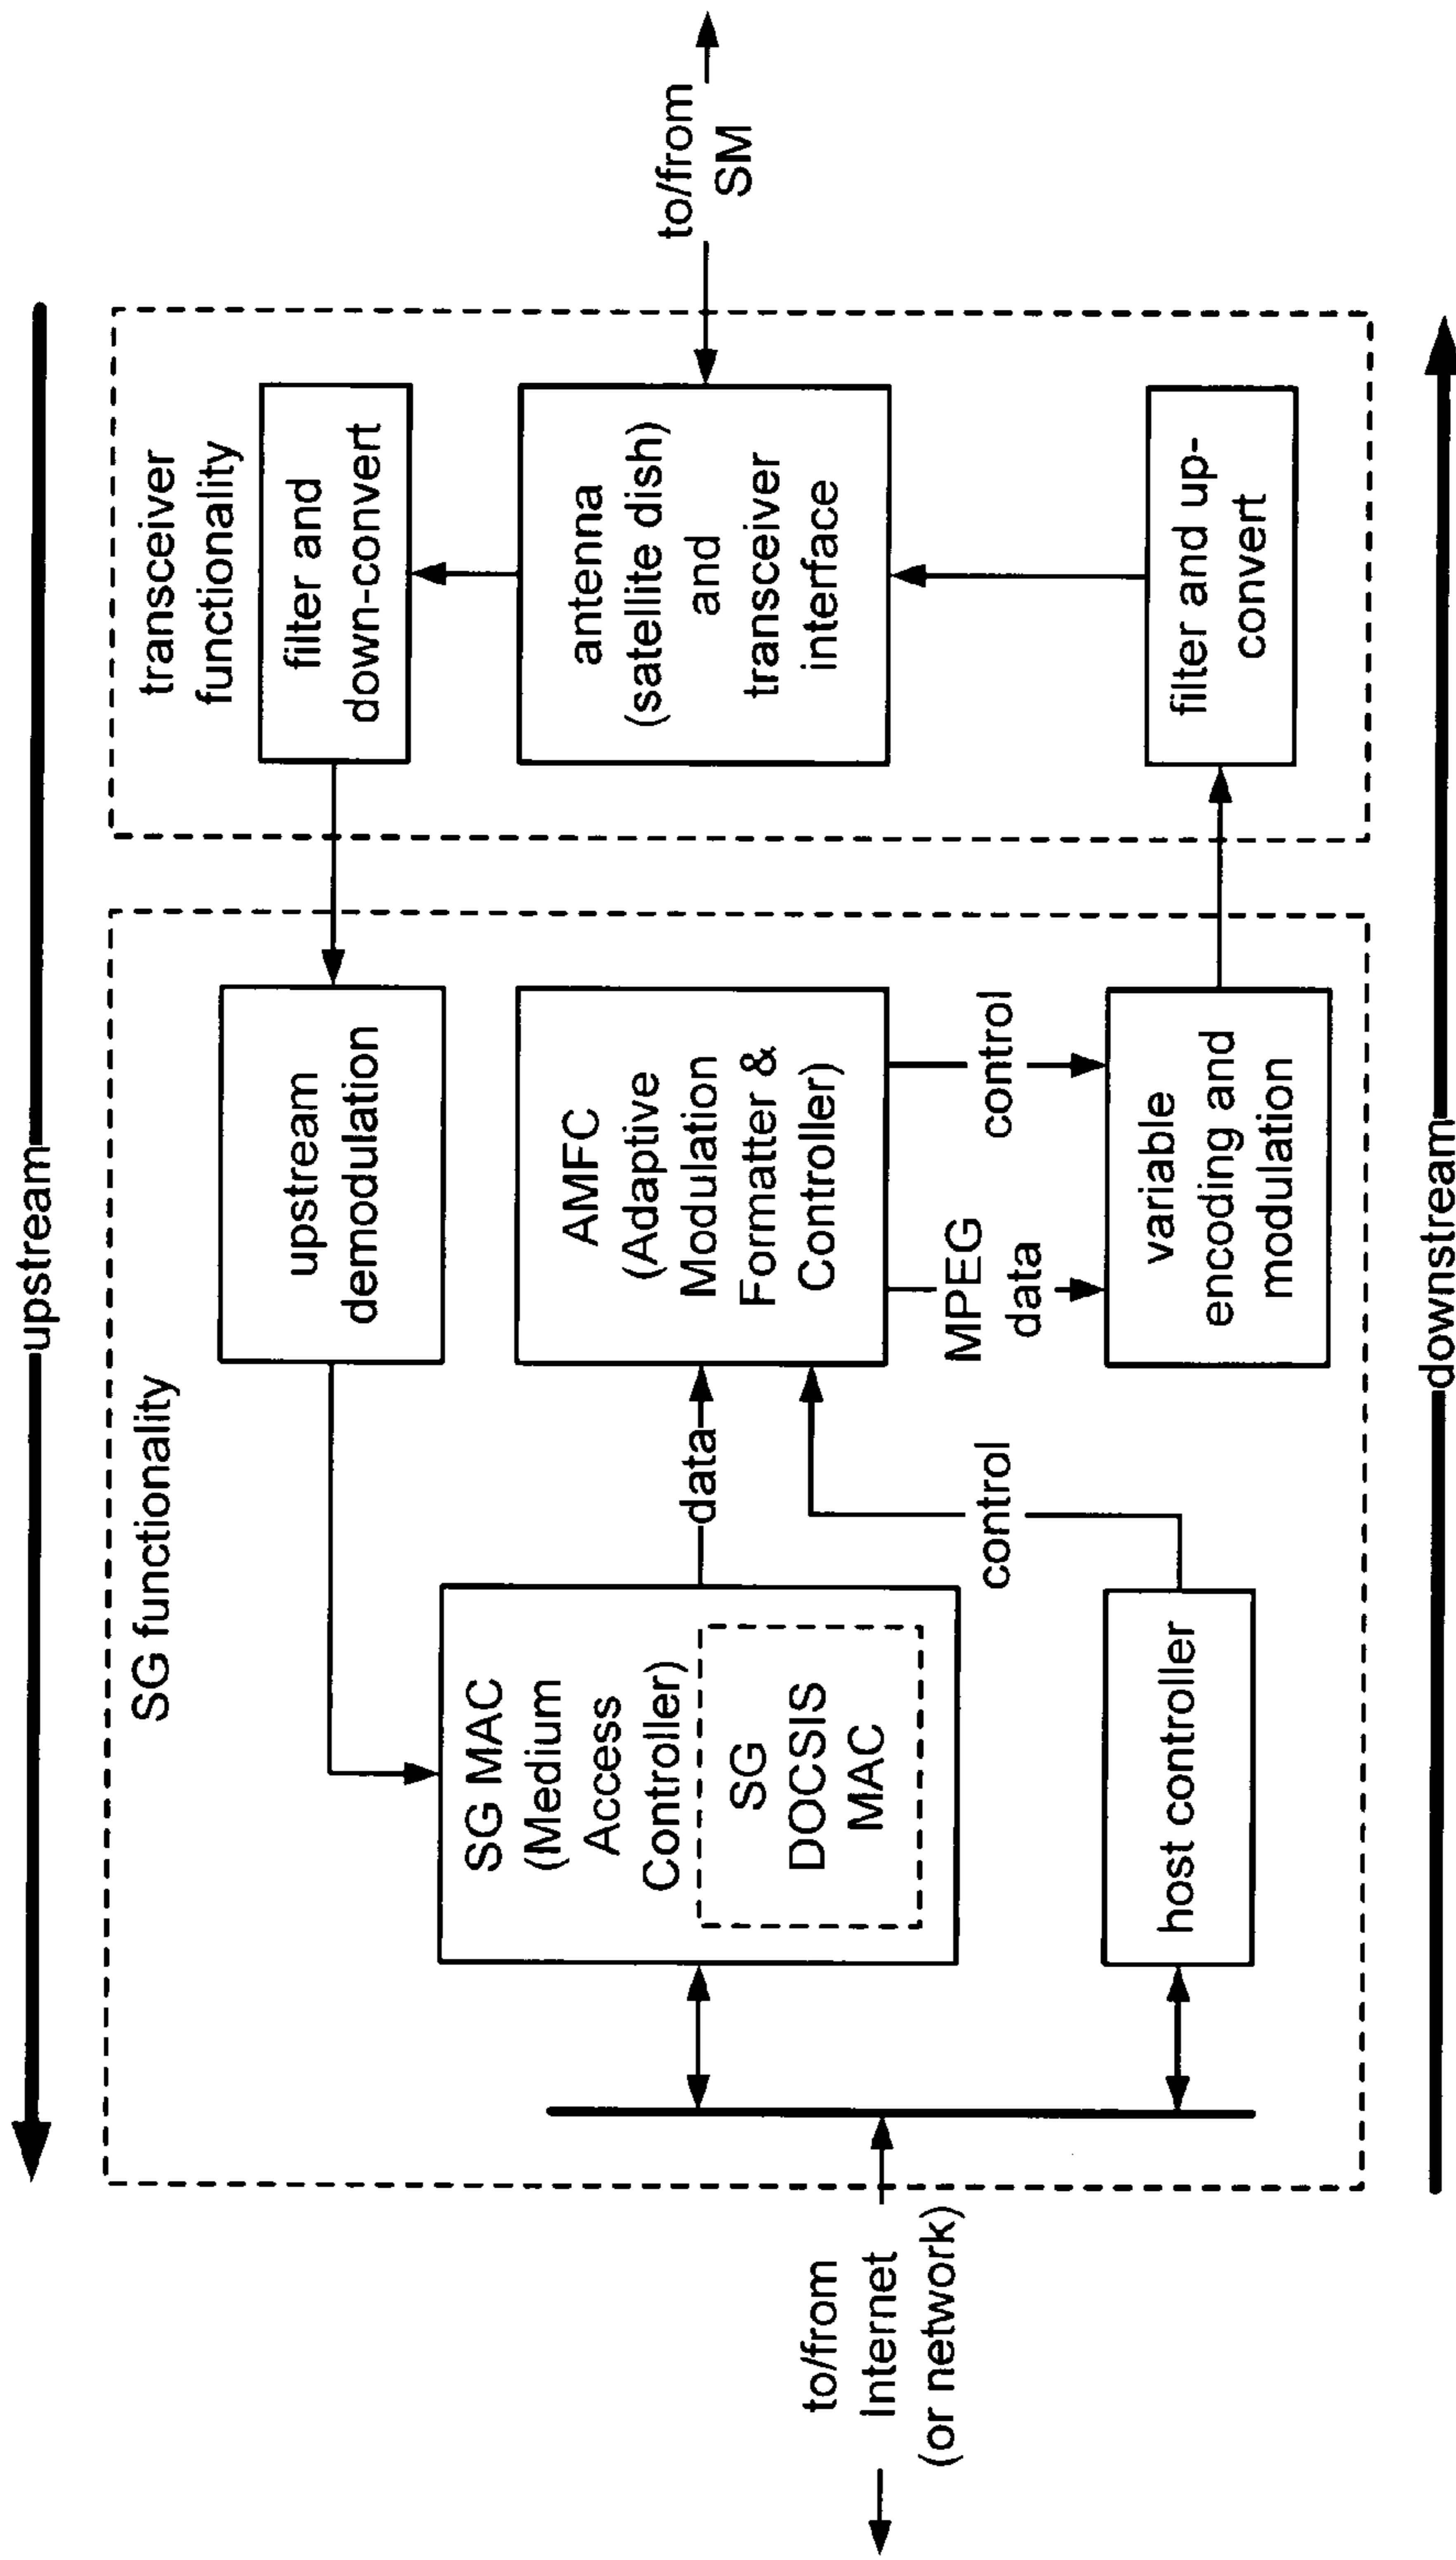 upstream
SG functionality
transceiver
functionality
upstream
demodulation
filter and
down-convert
SG MAC
(Medium
Access
Controller)
SG
DOCSIS
MAC
data
AMFC
(Adaptive
Modulation
Formatter &
Controller)
antenna
(satellite dish)
and
transceiver
interface
to/from
SM
to/from
Internet
(or network)
control
MPEG
data
control
host controller
variable
encoding and
modulation
filter and up-
convert
downstream